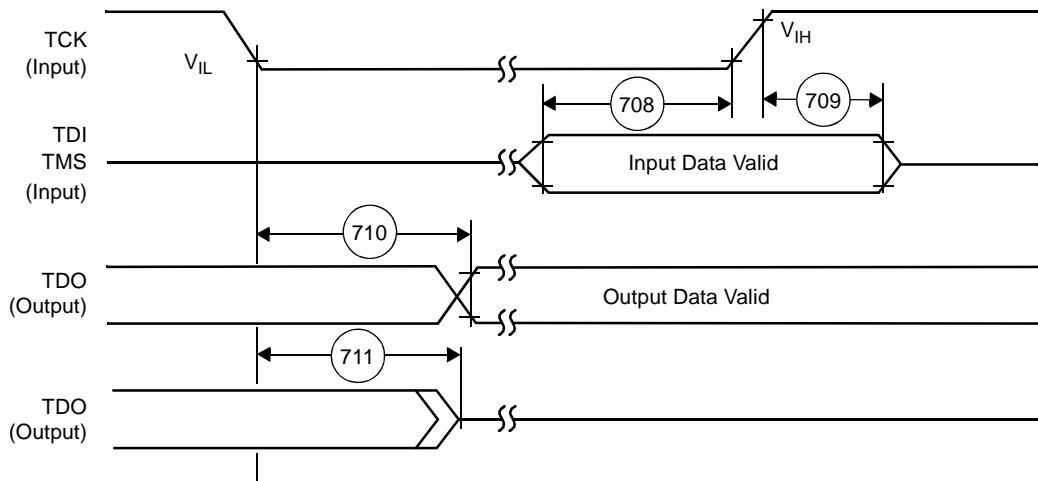 TCK
(Input)
V_IL
V_IH
708
709
TDI
TMS
(Input)
Input Data Valid
710
TDO
(Output)
Output Data Valid
711
TDO
(Output)